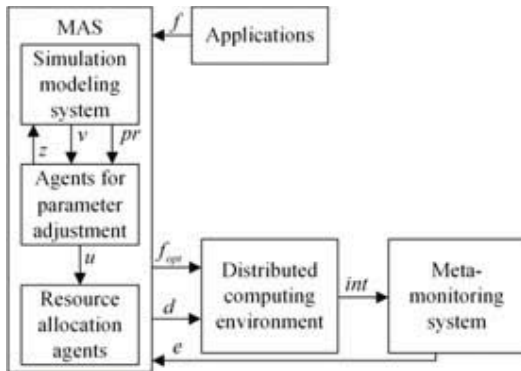 MAS
f
Applications
Simulation
modeling
system
z
v
pr
Agents for
parameter
adjustment
u
f_opt
Resource
allocation
agents
d
e
Distributed
computing
environment
int
Meta-
monitoring
system